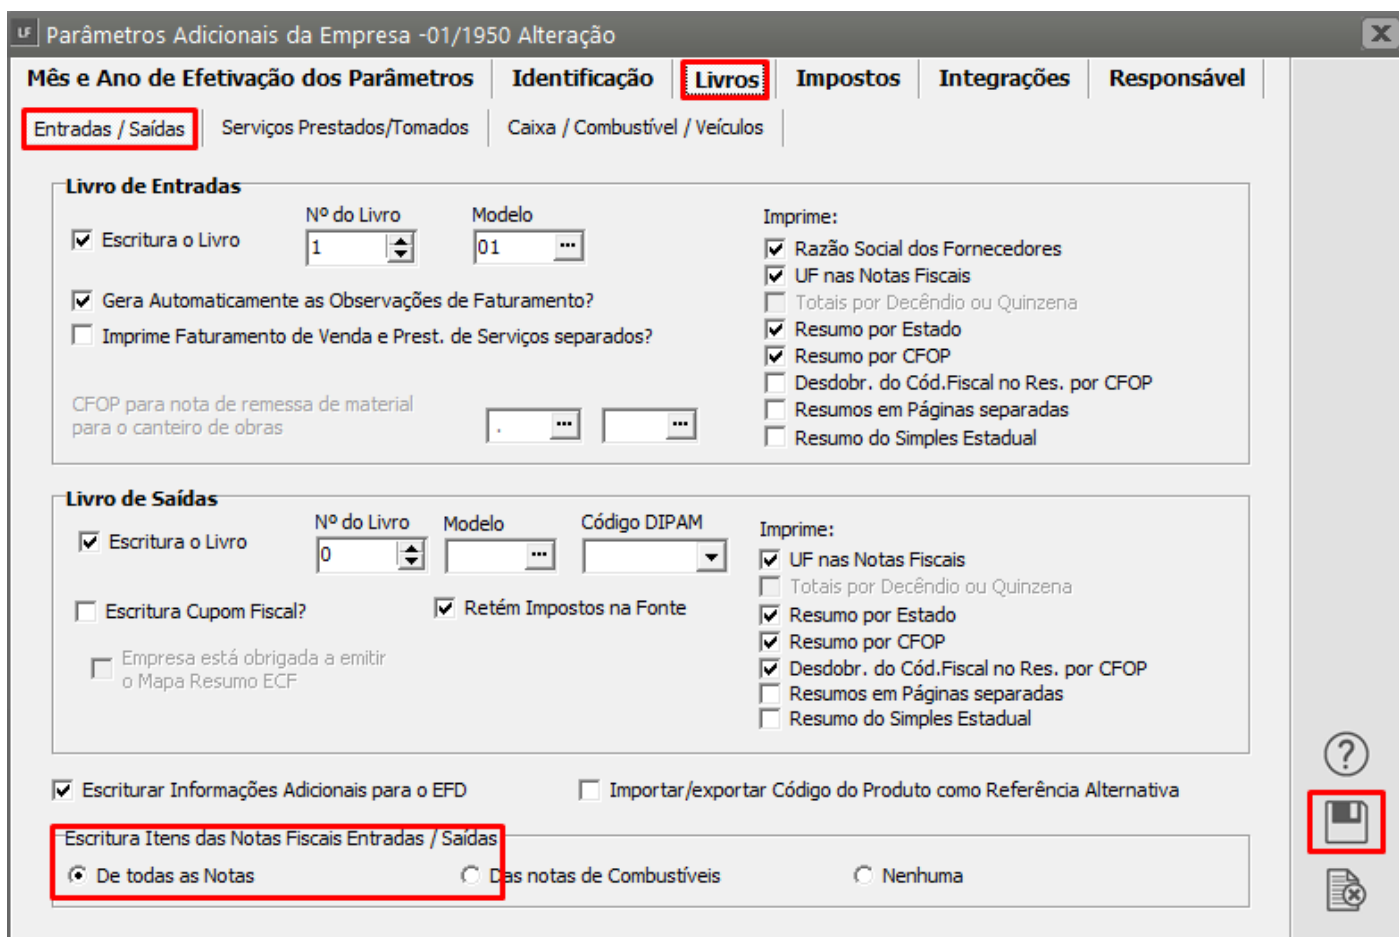 LF Parâmetros Adicionais da Empresa -01/1950 Alteração
Mês e Ano de Efetivação dos Parâmetros Identificação Livros Impostos Integrações Responsável
Entradas / Saídas Serviços Prestados/Tomados Caixa / Combustível / Veículos
Livro de Entradas
Nº do Livro Modelo Imprime:
Escritura o Livro 1 01 ... Razão Social dos Fornecedores
UF nas Notas Fiscais
Gera Automaticamente as Observações de Faturamento? Totais por Decêndio ou Quinzena
Imprime Faturamento de Venda e Prest. de Serviços separados? Resumo por Estado
Resumo por CFOP
Desdobr. do Cód.Fiscal no Res. por CFOP
CFOP para nota de remessa de material
para o canteiro de obras . ... ... Resumos em Páginas separadas
Resumo do Simples Estadual
Livro de Saídas
Nº do Livro Modelo Código DIPAM Imprime:
Escritura o Livro 0 ... UF nas Notas Fiscais
Totais por Decêndio ou Quinzena
Escritura Cupom Fiscal? Retém Impostos na Fonte Resumo por Estado
Resumo por CFOP
Empresa está obrigada a emitir
o Mapa Resumo ECF
Desdobr. do Cód.Fiscal no Res. por CFOP
Resumos em Páginas separadas
Resumo do Simples Estadual
Escriturar Informações Adicionais para o EFD Importar/exportar Código do Produto como Referência Alternativa
Escritura Itens das Notas Fiscais Entradas / Saídas
De todas as Notas Das notas de Combustíveis Nenhuma